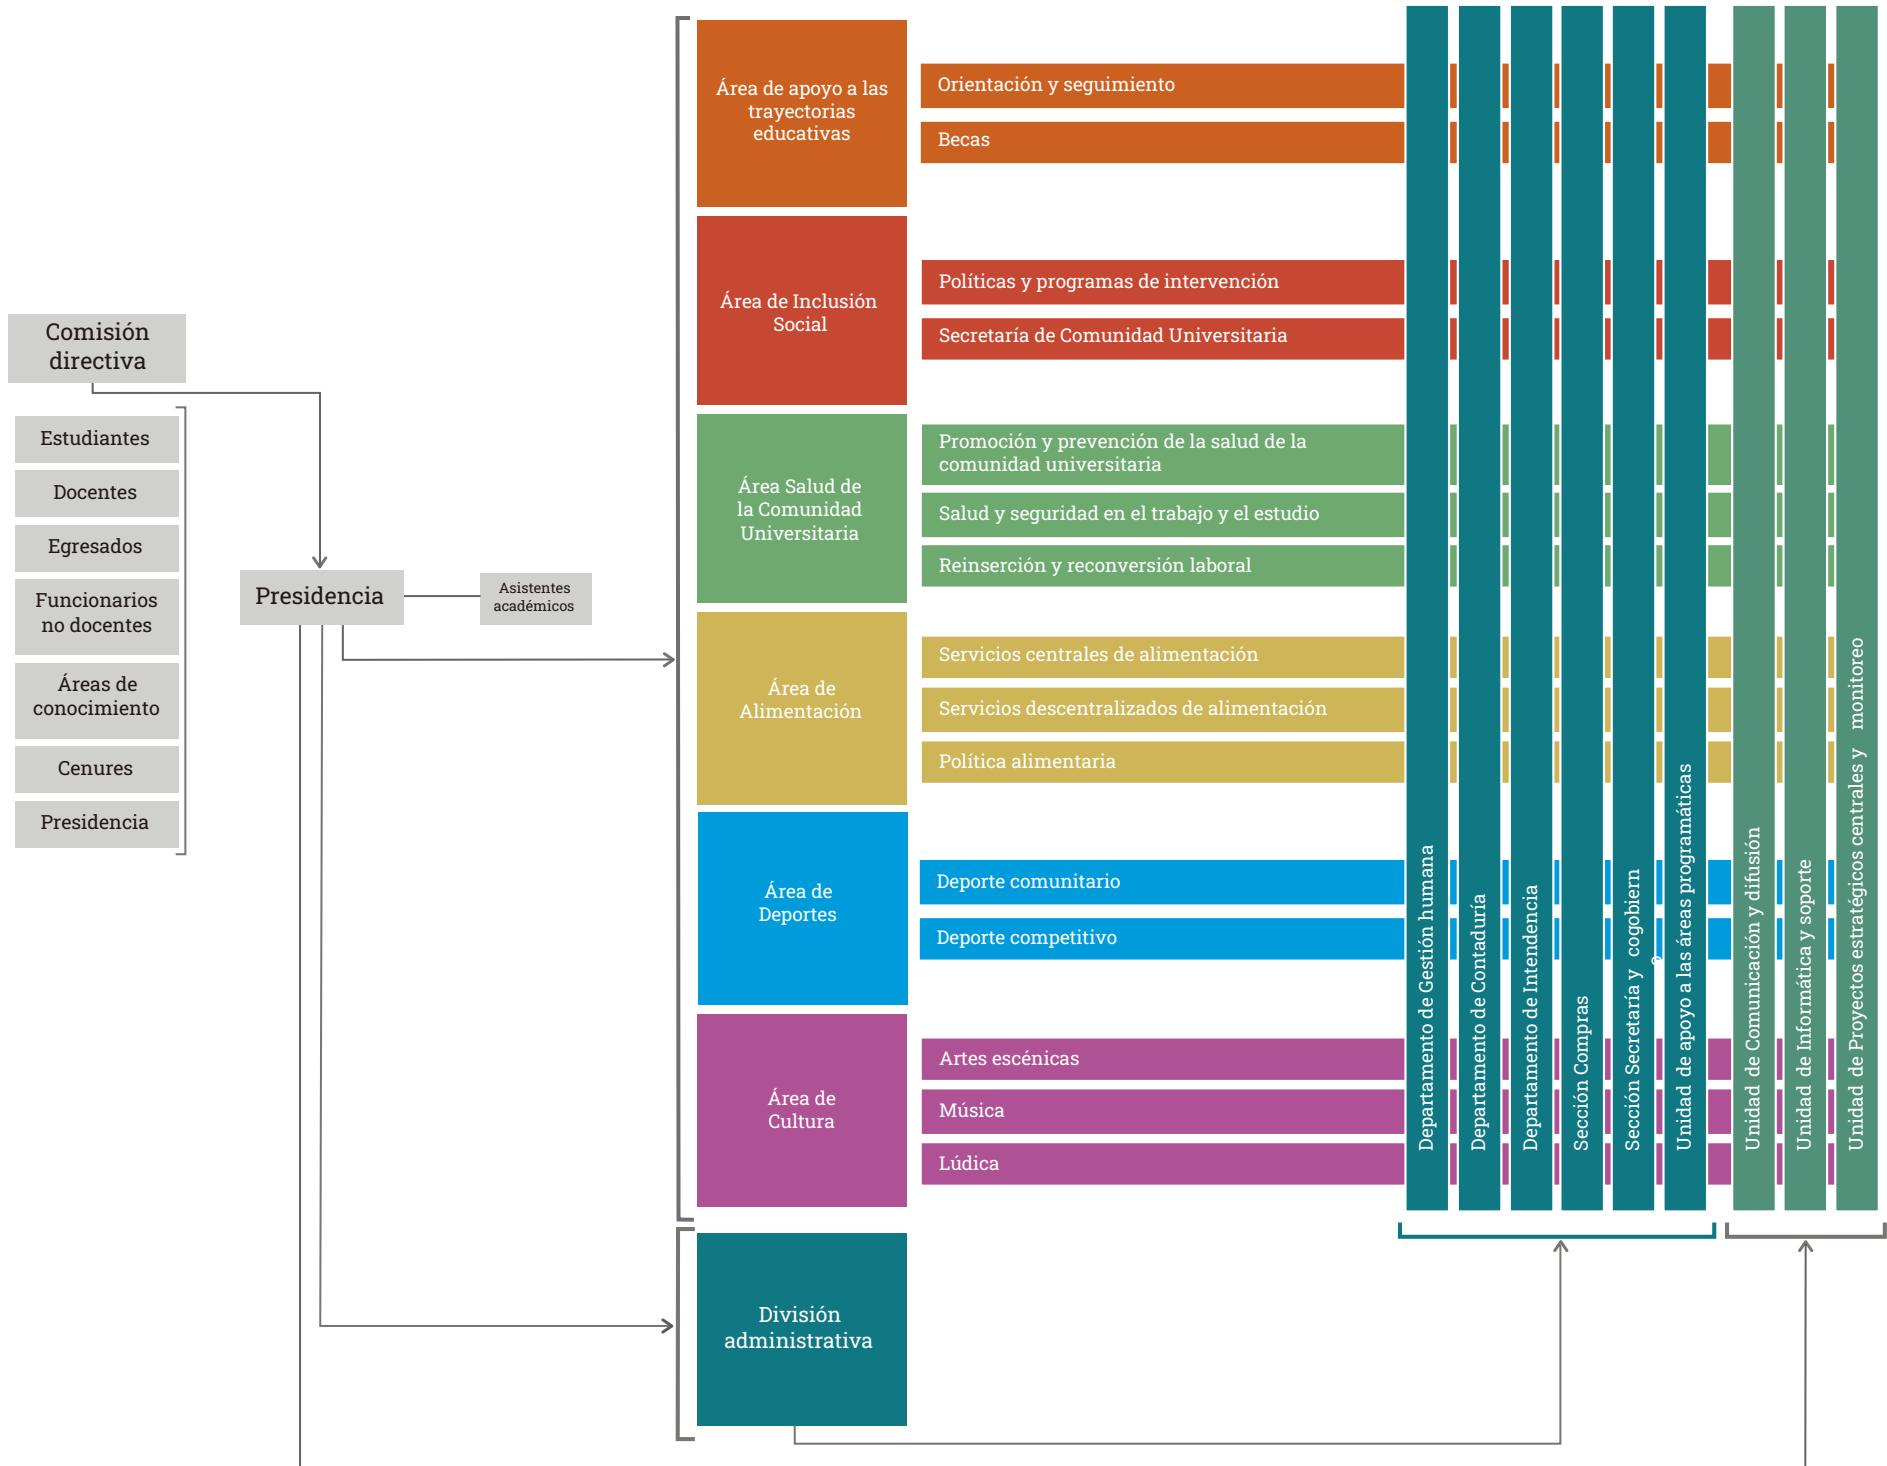 Comisión
directiva
Estudiantes
Docentes
Egresados
Funcionarios
no docentes
Áreas de
conocimiento
Cenures
Presidencia
Presidencia
Asistentes
académicos
Área de apoyo a las
trayectorias
educativas
Orientación y seguimiento
Becas
Área de Inclusión
Social
Políticas y programas de intervención
Secretaría de Comunidad Universitaria
Área Salud de
la Comunidad
Universitaria
Promoción y prevención de la salud de la
comunidad universitaria
Salud y seguridad en el trabajo y el estudio
Reinserción y reconversión laboral
Área de
Alimentación
Servicios centrales de alimentación
Servicios descentralizados de alimentación
Política alimentaria
Área de
Deportes
Deporte comunitario
Deporte competitivo
Área de
Cultura
Artes escénicas
Música
Lúdica
División
administrativa
Departamento de Gestión humana
Departamento de Contaduría
Departamento de Intendencia
Sección Compras
Sección Secretaría y cogobiern
o
Unidad de apoyo a las áreas programáticas
Unidad de Comunicación y difusión
Unidad de Informática y soporte
Unidad de Proyectos estratégicos centrales y monitoreo